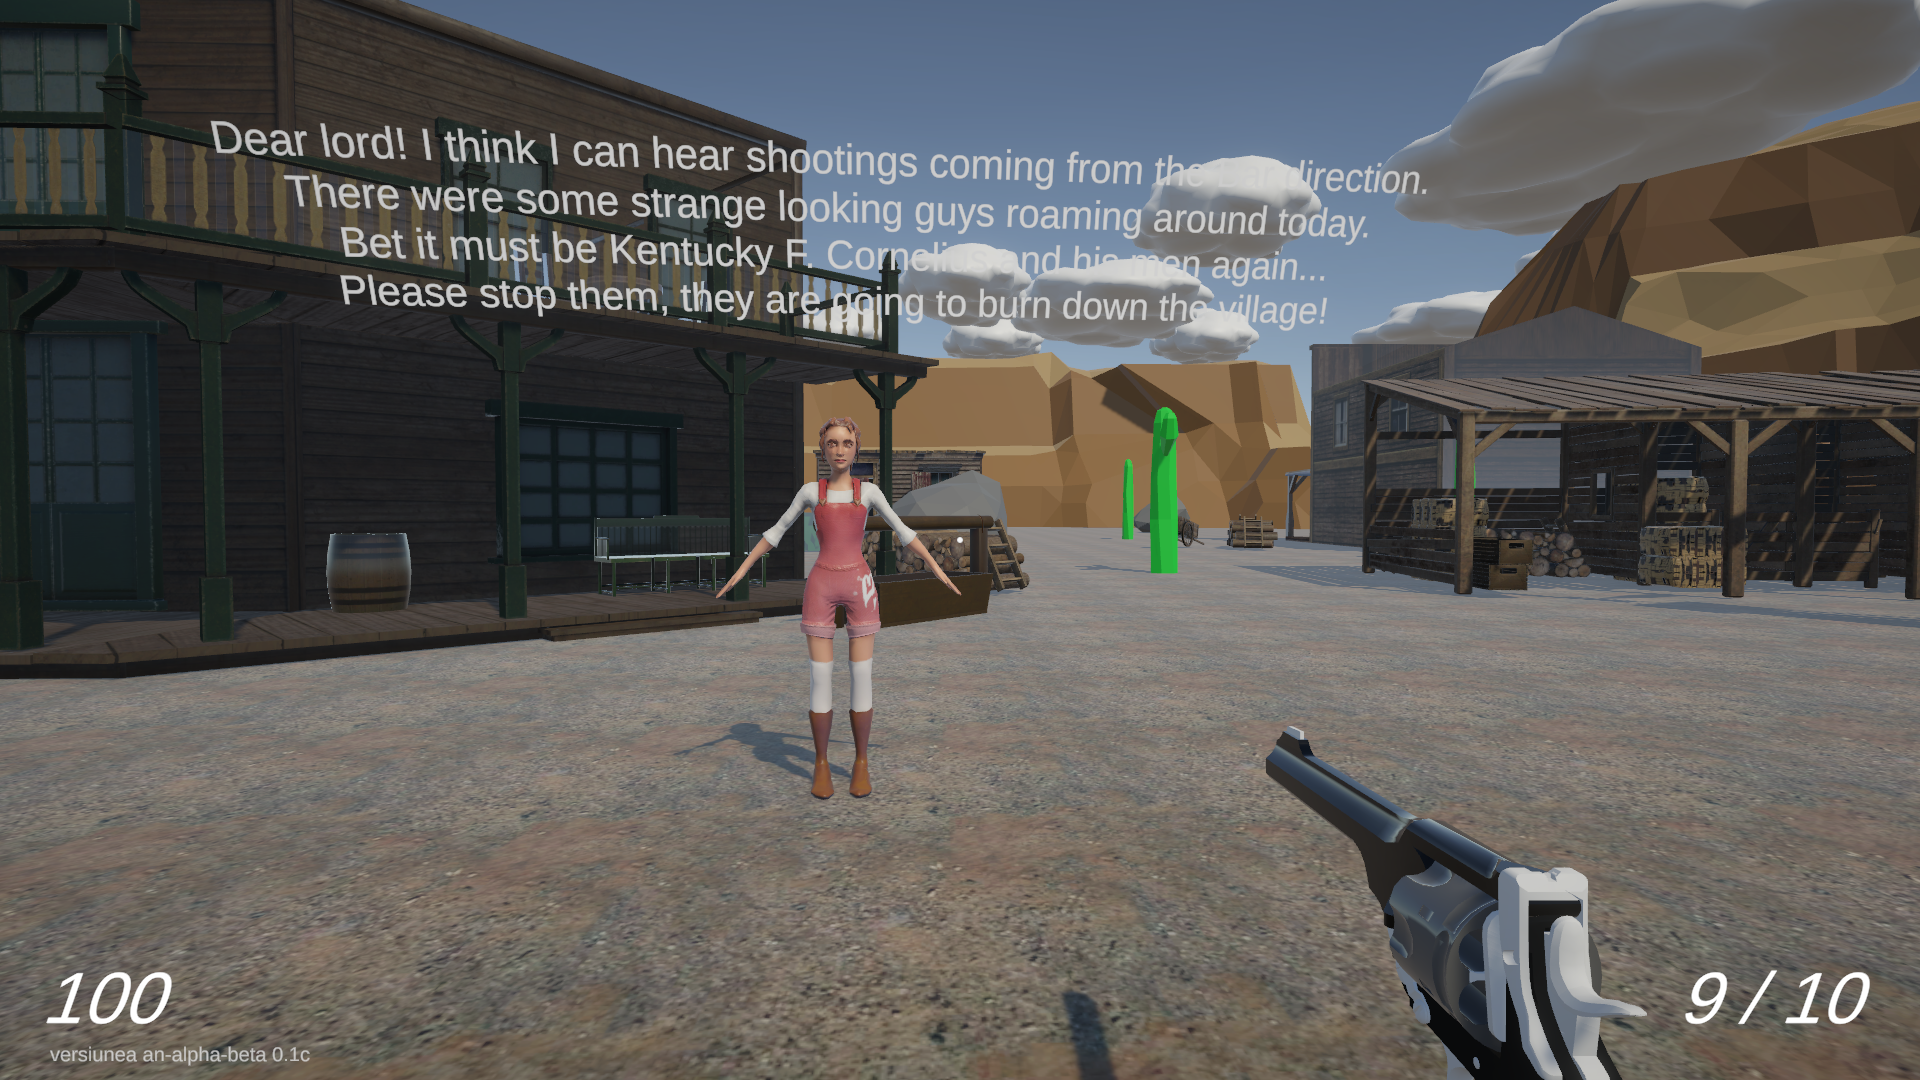 Dear lord! I think I can hear shootings coming from the Bar direction.
There were some strange looking guys roaming around today.
Bet it must be Kentucky F. Cornelius and his men again...
Please stop them, they are going to burn down the village!
100
9 / 10
versiunea an-alpha-beta 0.1c